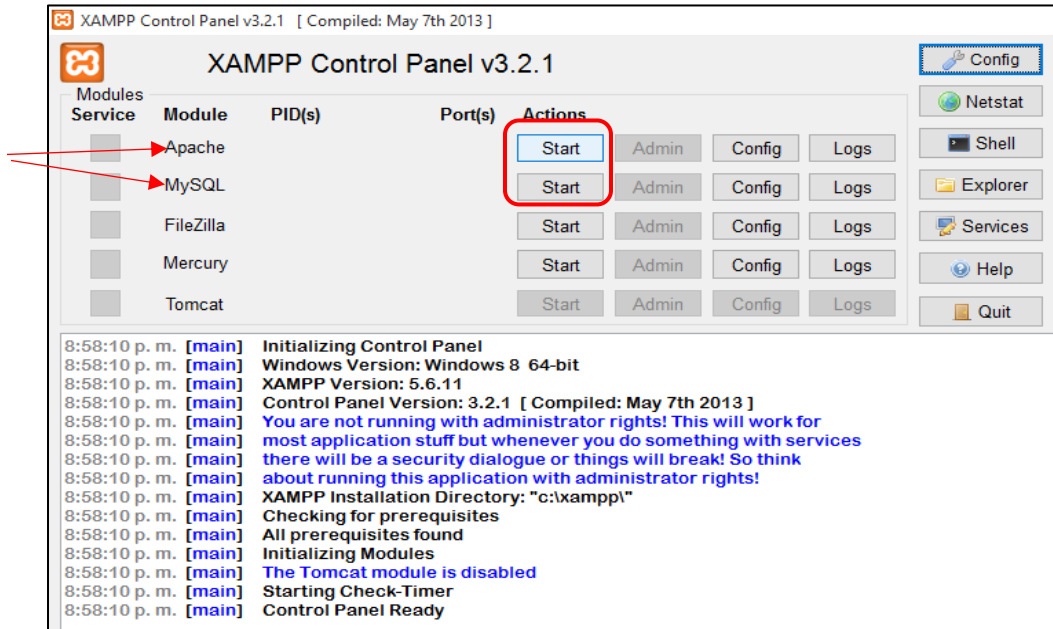 XAMPP Control Panel v3.2.1 [ Compiled: May 7th 2013 ]
XAMPP Control Panel v3.2.1
Config
Modules
Service Module PID(s) Port(s) Actions
Netstat
Apache Start Admin Config Logs
Shell
MySQL Start Admin Config Logs
Explorer
FileZilla Start Admin Config Logs
Services
Mercury Start Admin Config Logs
Help
Tomcat Start Admin Config Logs
Quit
8:58:10 p. m. [main] Initializing Control Panel
8:58:10 p. m. [main] Windows Version: Windows 8 64-bit
8:58:10 p. m. [main] XAMPP Version: 5.6.11
8:58:10 p. m. [main] Control Panel Version: 3.2.1 [ Compiled: May 7th 2013 ]
8:58:10 p. m. [main] You are not running with administrator rights! This will work for
8:58:10 p. m. [main] most application stuff but whenever you do something with services
8:58:10 p. m. [main] there will be a security dialogue or things will break! So think
8:58:10 p. m. [main] about running this application with administrator rights!
8:58:10 p. m. [main] XAMPP Installation Directory: "c:\xampp\"
8:58:10 p. m. [main] Checking for prerequisites
8:58:10 p. m. [main] All prerequisites found
8:58:10 p. m. [main] Initializing Modules
8:58:10 p. m. [main] The Tomcat module is disabled
8:58:10 p. m. [main] Starting Check-Timer
8:58:10 p. m. [main] Control Panel Ready